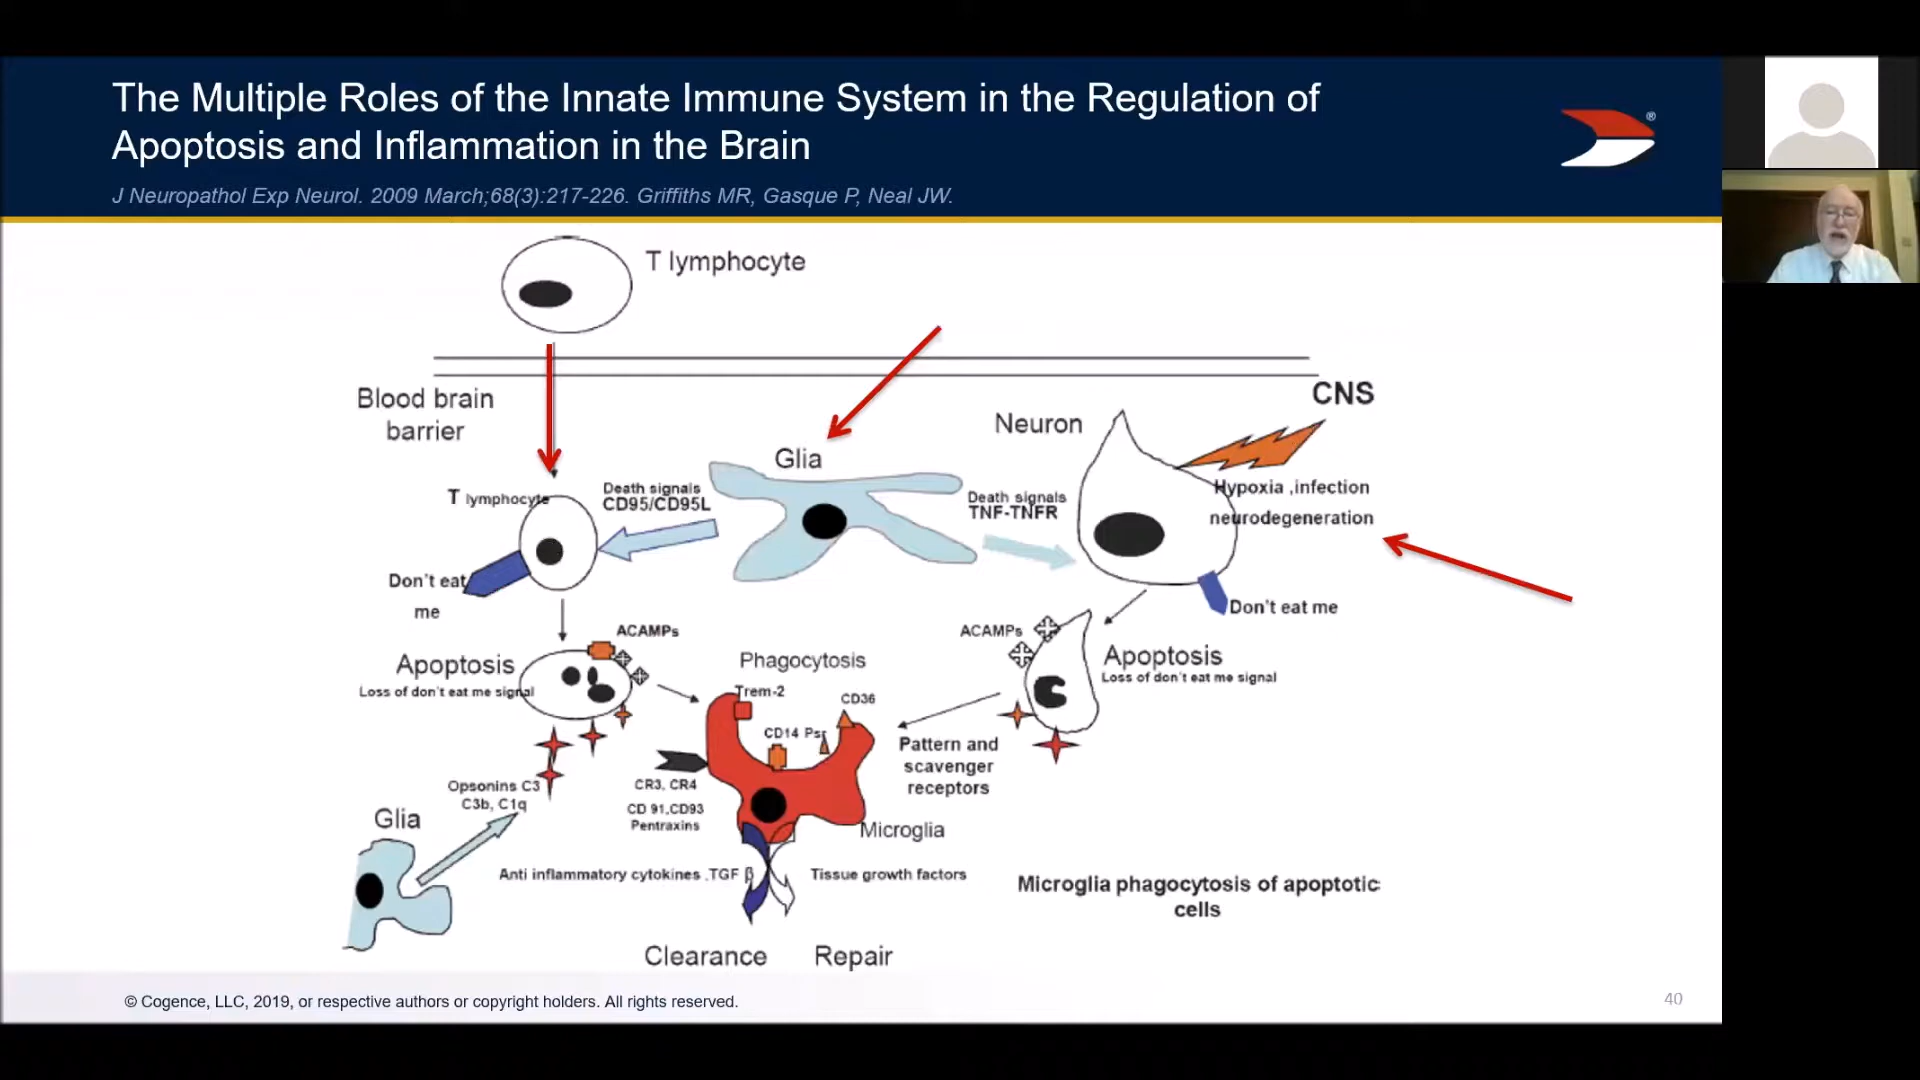 The Multiple Roles of the Innate Immune System in the Regulation of
Apoptosis and Inflammation in the Brain
®
J Neuropathol Exp Neurol. 2009 March;68(3):217-226. Griffiths MR, Gasque P, Neal JW.
T lymphocyte
Blood brain
barrier
CNS
Neuron
Glia
T lymphocyte
Death signals
CD95/CD95L
Death signals
TNF-TNFR
Hypoxia ,infection
neurodegeneration
Don't eat
me
Don't eat me
ACAMPs
ACAMPs
Apoptosis
Loss of don't eat me signal
Phagocytosis
Apoptosis
Loss of don't eat me signal
Trem-2
CD36
CD14 Psr
Pattern and
scavenger
receptors
CR3, CR4
CD 91,CD93
Pentraxins
Opsonins C3
C3b, C1q
Glia
Microglia
Anti inflammatory cytokines .TGF β
Tissue growth factors
Microglia phagocytosis of apoptotic
cells
Clearance
Repair
© Cogence, LLC, 2019, or respective authors or copyright holders. All rights reserved.
40